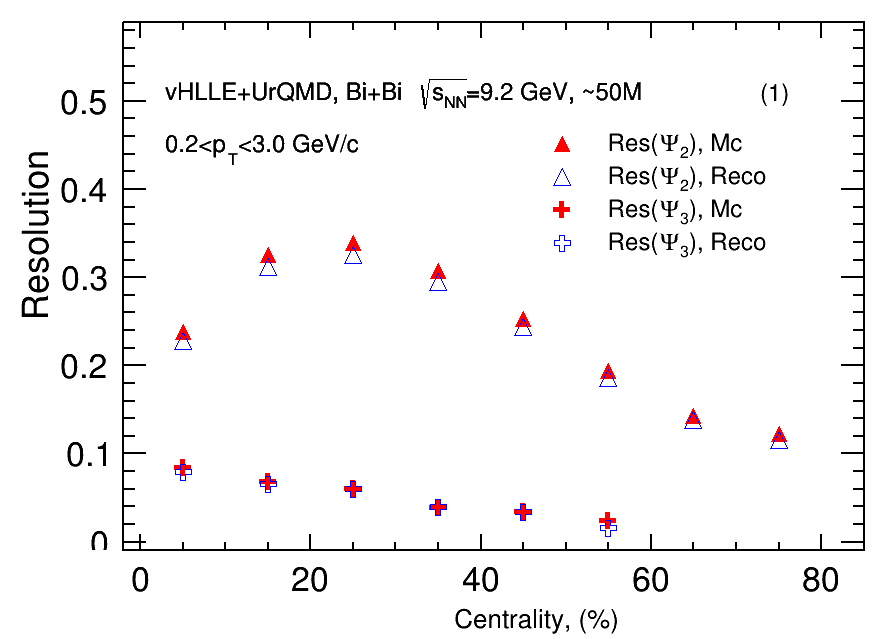 vHLLE+UrQMD, Bi+Bi √sNN=9.2 GeV, ~50M (1)
0.2<pT<3.0 GeV/c
Res(Ψ2), Mc
Res(Ψ2), Reco
Res(Ψ3), Mc
Res(Ψ3), Reco
Resolution
0.5
0.4
0.3
0.2
0.1
0
0 20 40 60 80
Centrality, (%)